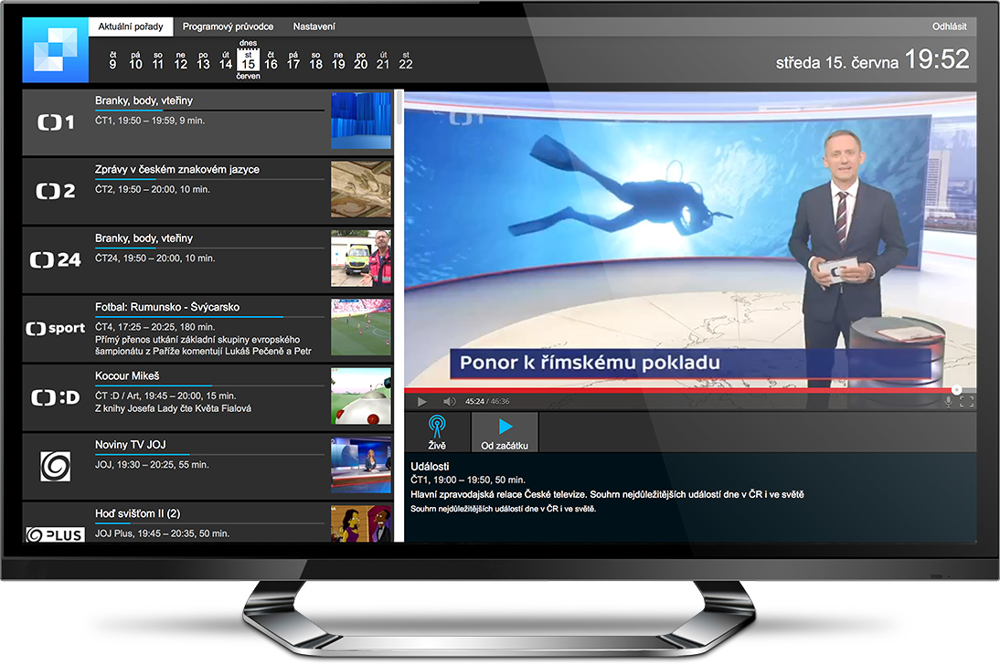 Aktuální pořady
Programový průvodce
Nastavení
Odhlásit
dnes
čt pá so ne po út st čt pá so ne po út st
9 10 11 12 13 14 15 16 17 18 19 20 21 22
červen
středa 15. června 19:52
1
Branky, body, vteřiny
ČT1, 19:50 – 19:59, 9 min.
2
Zprávy v českém znakovém jazyce
ČT2, 19:50 – 20:00, 10 min.
24
Branky, body, vteřiny
ČT24, 19:50 – 20:00, 10 min.
sport
Fotbal: Rumunsko - Švýcarsko
ČT4, 17:25 – 20:25, 180 min.
Přímý přenos utkání základní skupiny evropského
šampionátu z Paříže komentují Lukáš Pečeně a Petr
:D
Kocour Mikeš
ČT :D / Art, 19:45 – 20:00, 15 min.
Z knihy Josefa Lady čte Květa Fialová
Noviny TV JOJ
JOJ, 19:30 – 20:25, 55 min.
PLUS
Hoď svišťom II (2)
JOJ Plus, 19:45 – 20:35, 50 min.
1
Ponor k římskému pokladu
45:24 / 46:36
Živě
Od začátku
Události
ČT1, 19:00 – 19:50, 50 min.
Hlavní zpravodajská relace České televize. Souhrn nejdůležitějších událostí dne v ČR i ve světě
Souhrn nejdůležitějších událostí dne v ČR i ve světě.